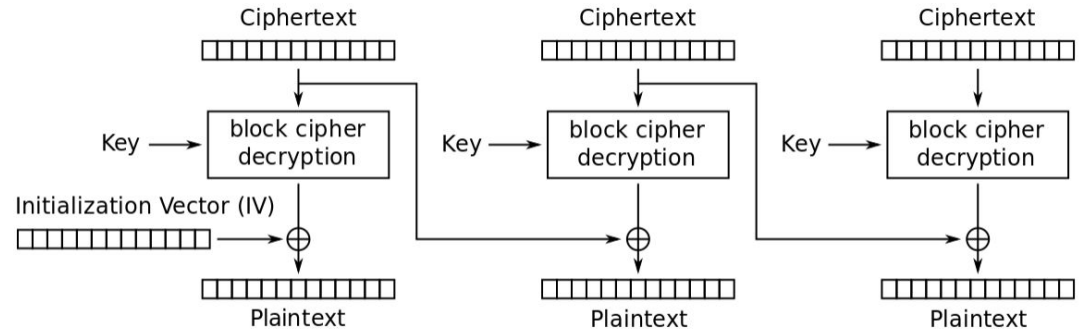 Ciphertext
Ciphertext
Ciphertext
Key
block cipher
decryption
Key
block cipher
decryption
Key
block cipher
decryption
Initialization Vector (IV)
Plaintext
Plaintext
Plaintext